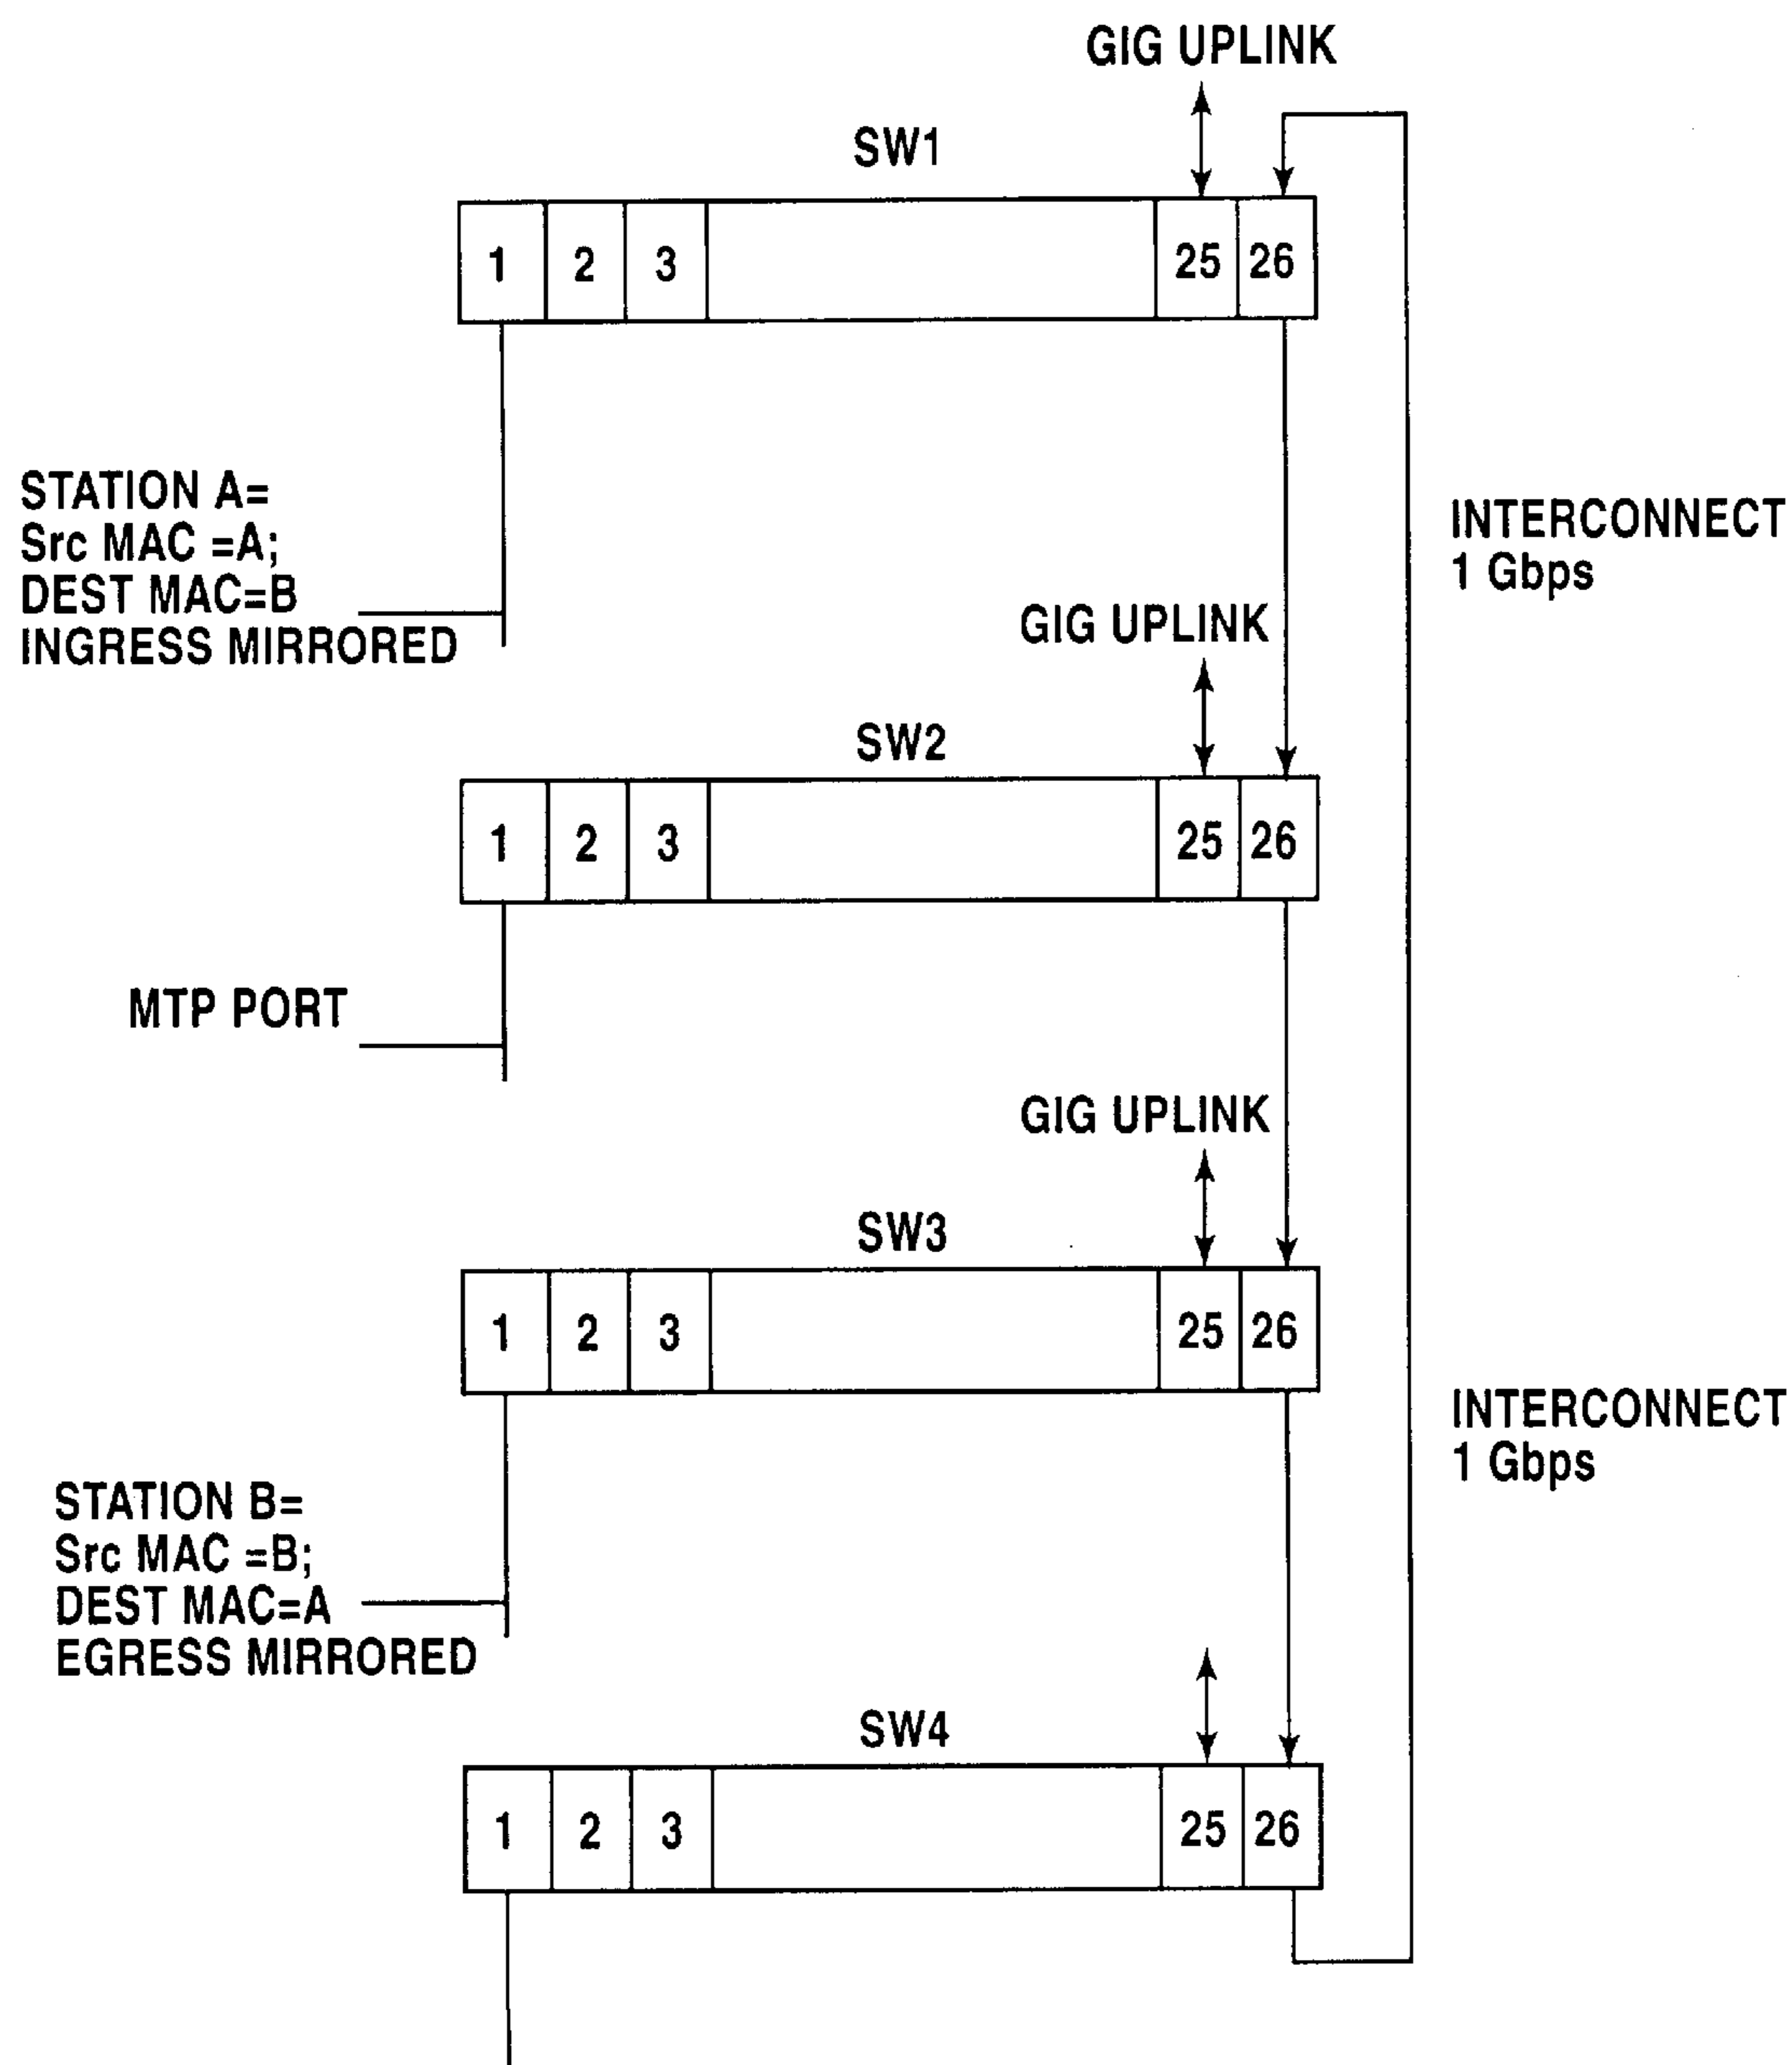 GIG UPLINK
SW1
1 2 3 25 26
STATION A=
Src MAC =A;
DEST MAC=B
INGRESS MIRRORED
INTERCONNECT
1 Gbps
GIG UPLINK
SW2
1 2 3 25 26
MTP PORT
GIG UPLINK
SW3
1 2 3 25 26
INTERCONNECT
1 Gbps
STATION B=
Src MAC =B;
DEST MAC=A
EGRESS MIRRORED
SW4
1 2 3 25 26